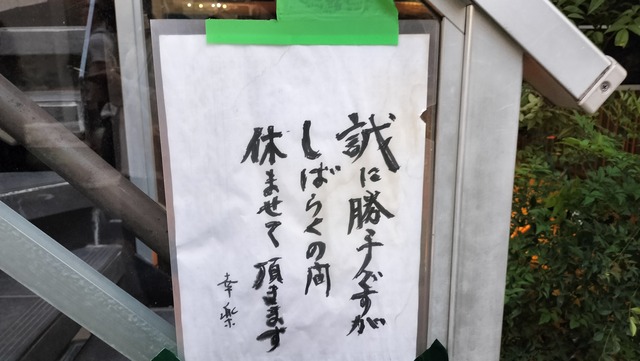 誠に勝手ですが
しばらくの間
休ませて頂きます
幸楽